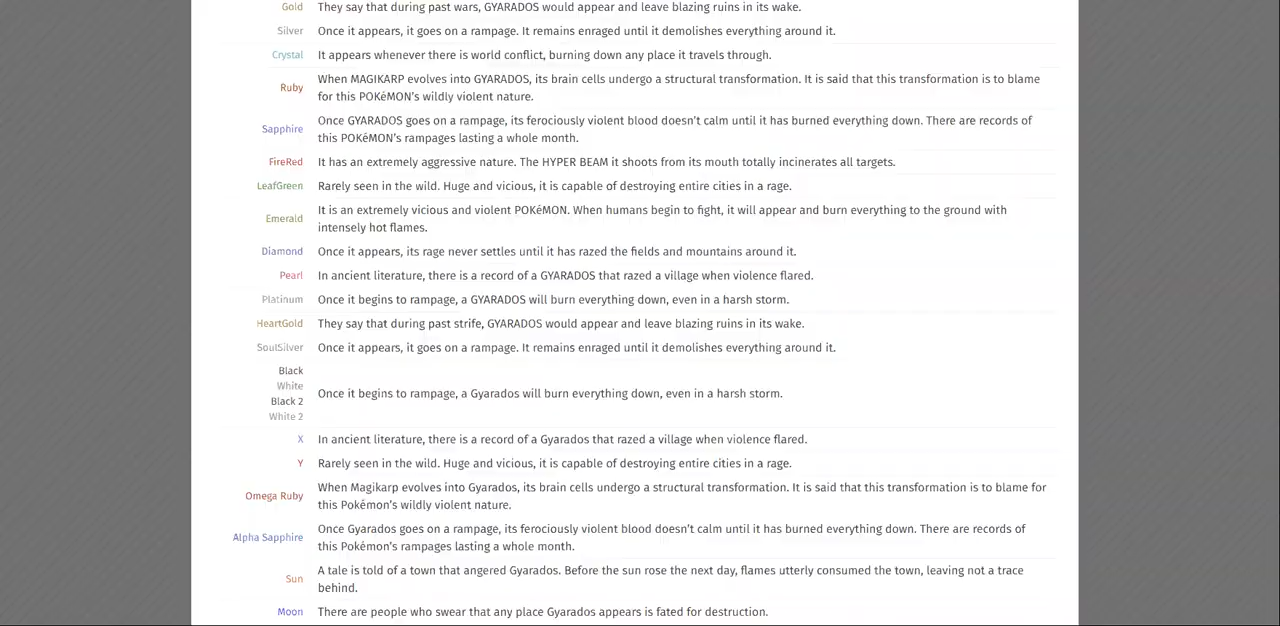 Gold They say that during past wars, GYARADOS would appear and leave blazing ruins in its wake.
Silver Once it appears, it goes on a rampage. It remains enraged until it demolishes everything around it.
Crystal It appears whenever there is world conflict, burning down any place it travels through.
Ruby When MAGIKARP evolves into GYARADOS, its brain cells undergo a structural transformation. It is said that this transformation is to blame
for this POKéMON’s wildly violent nature.
Sapphire Once GYARADOS goes on a rampage, its ferociously violent blood doesn’t calm until it has burned everything down. There are records of
this POKéMON’s rampages lasting a whole month.
FireRed It has an extremely aggressive nature. The HYPER BEAM it shoots from its mouth totally incinerates all targets.
LeafGreen Rarely seen in the wild. Huge and vicious, it is capable of destroying entire cities in a rage.
Emerald It is an extremely vicious and violent POKéMON. When humans begin to fight, it will appear and burn everything to the ground with
intensely hot flames.
Diamond Once it appears, its rage never settles until it has razed the fields and mountains around it.
Pearl In ancient literature, there is a record of a GYARADOS that razed a village when violence flared.
Platinum Once it begins to rampage, a GYARADOS will burn everything down, even in a harsh storm.
HeartGold They say that during past strife, GYARADOS would appear and leave blazing ruins in its wake.
SoulSilver Once it appears, it goes on a rampage. It remains enraged until it demolishes everything around it.
Black
White
Black 2
White 2
Once it begins to rampage, a Gyarados will burn everything down, even in a harsh storm.
X In ancient literature, there is a record of a Gyarados that razed a village when violence flared.
Y Rarely seen in the wild. Huge and vicious, it is capable of destroying entire cities in a rage.
Omega Ruby When Magikarp evolves into Gyarados, its brain cells undergo a structural transformation. It is said that this transformation is to blame for
this Pokémon’s wildly violent nature.
Alpha Sapphire Once Gyarados goes on a rampage, its ferociously violent blood doesn’t calm until it has burned everything down. There are records of
this Pokémon’s rampages lasting a whole month.
Sun A tale is told of a town that angered Gyarados. Before the sun rose the next day, flames utterly consumed the town, leaving not a trace
behind.
Moon There are people who swear that any place Gyarados appears is fated for destruction.